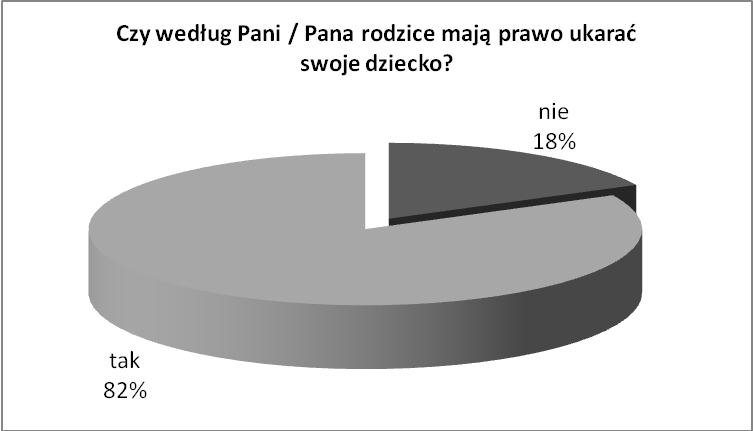 Czy według Pani / Pana rodzice mają prawo ukarać
swoje dziecko?
nie
18%
tak
82%